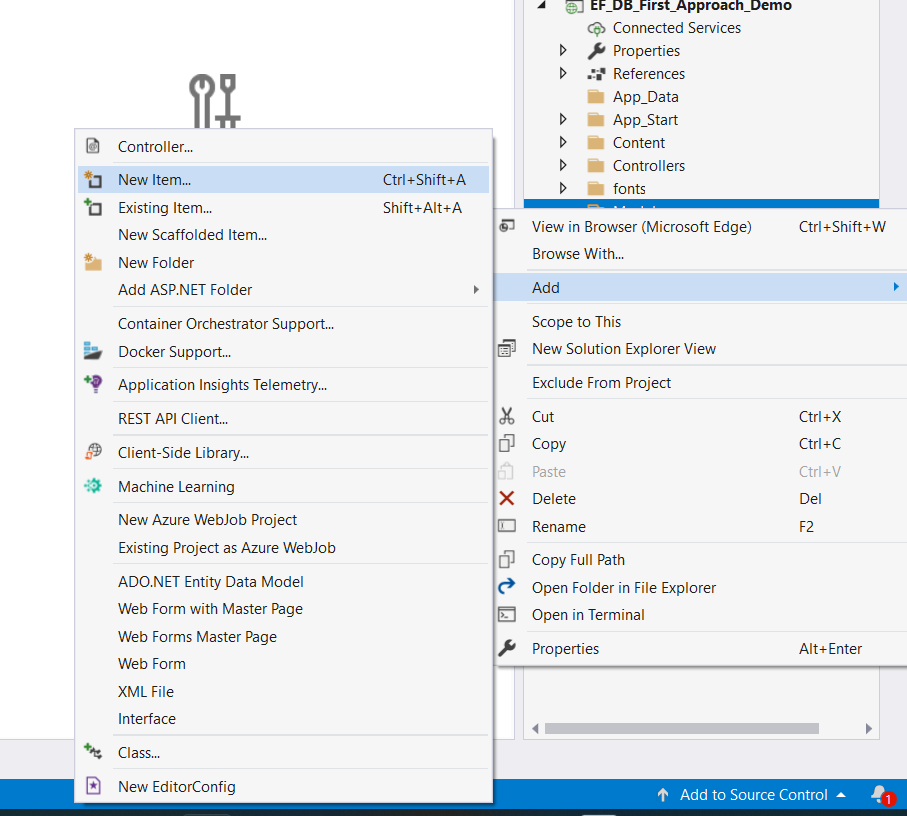 EF_DB_First_Approach_Demo
Connected Services
Properties
References
App_Data
App_Start
Content
Controllers
fonts
Controller...
New Item... Ctrl+Shift+A
Existing Item... Shift+Alt+A
New Scaffolded Item...
New Folder
Add ASP.NET Folder
Container Orchestrator Support...
Docker Support...
Application Insights Telemetry...
REST API Client...
Client-Side Library...
Machine Learning
New Azure WebJob Project
Existing Project as Azure WebJob
ADO.NET Entity Data Model
Web Form with Master Page
Web Forms Master Page
Web Form
XML File
Interface
Class...
New EditorConfig
View in Browser (Microsoft Edge) Ctrl+Shift+W
Browse With...
Add
Scope to This
New Solution Explorer View
Exclude From Project
Cut Ctrl+X
Copy Ctrl+C
Paste Ctrl+V
Delete Del
Rename F2
Copy Full Path
Open Folder in File Explorer
Open in Terminal
Properties Alt+Enter
Add to Source Control
1